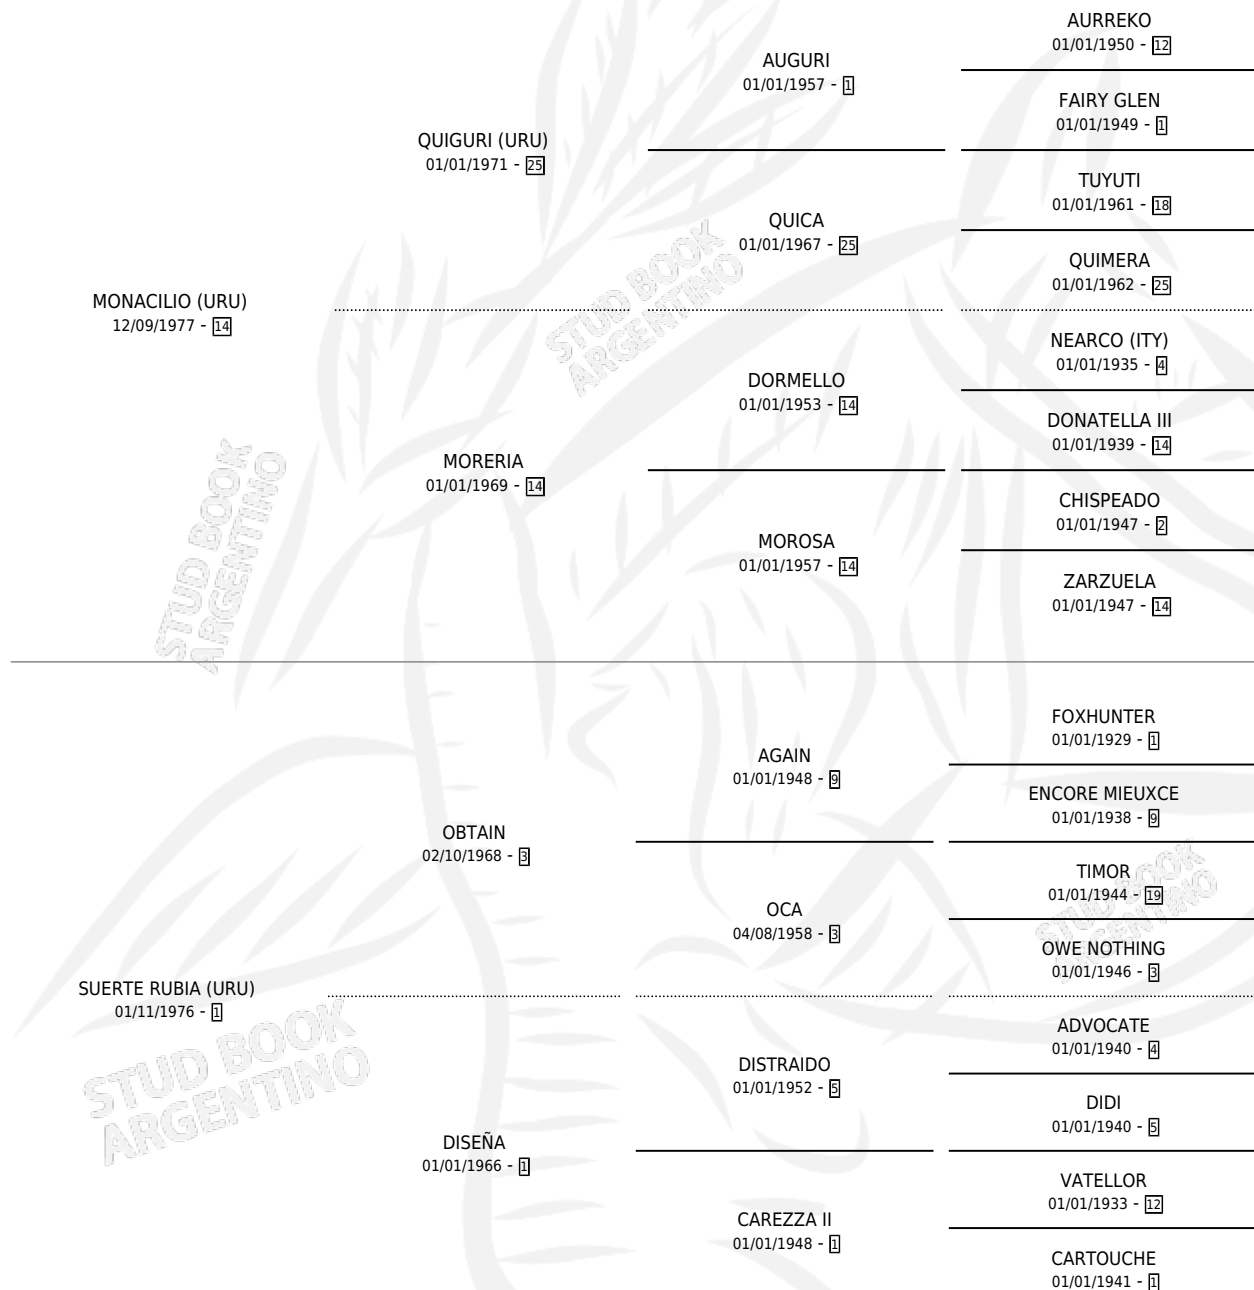 AURREKO
01/01/1950 - 12
AUGURI
01/01/1957 - 1
FAIRY GLEN
01/01/1949 - 1
QUIGURI (URU)
01/01/1971 - 25
TUYUTI
01/01/1961 - 18
QUICA
01/01/1967 - 25
QUIMERA
01/01/1962 - 25
MONACILIO (URU)
12/09/1977 - 14
NEARCO (ITY)
01/01/1935 - 4
DORMELLO
01/01/1953 - 14
DONATELLA III
01/01/1939 - 14
MORERIA
01/01/1969 - 14
CHISPEADO
01/01/1947 - 2
MOROSA
01/01/1957 - 14
ZARZUELA
01/01/1947 - 14
FOXHUNTER
01/01/1929 - 1
AGAIN
01/01/1948 - 9
ENCORE MIEUXCE
01/01/1938 - 9
OBTAIN
02/10/1968 - 3
TIMOR
01/01/1944 - 19
OCA
04/08/1958 - 3
OWE NOTHING
01/01/1946 - 3
SUERTE RUBIA (URU)
01/11/1976 - 1
ADVOCATE
01/01/1940 - 4
DISTRAIDO
01/01/1952 - 5
DIDI
01/01/1940 - 5
DISEÑA
01/01/1966 - 1
VATELLOR
01/01/1933 - 12
CAREZZA II
01/01/1948 - 1
CARTOUCHE
01/01/1941 - 1
STUD BOOK
ARGENTINO
STUD BOOK
ARGENTINO
STUD BOOK
ARGENTINO
STUD BOOK
ARGENTINO